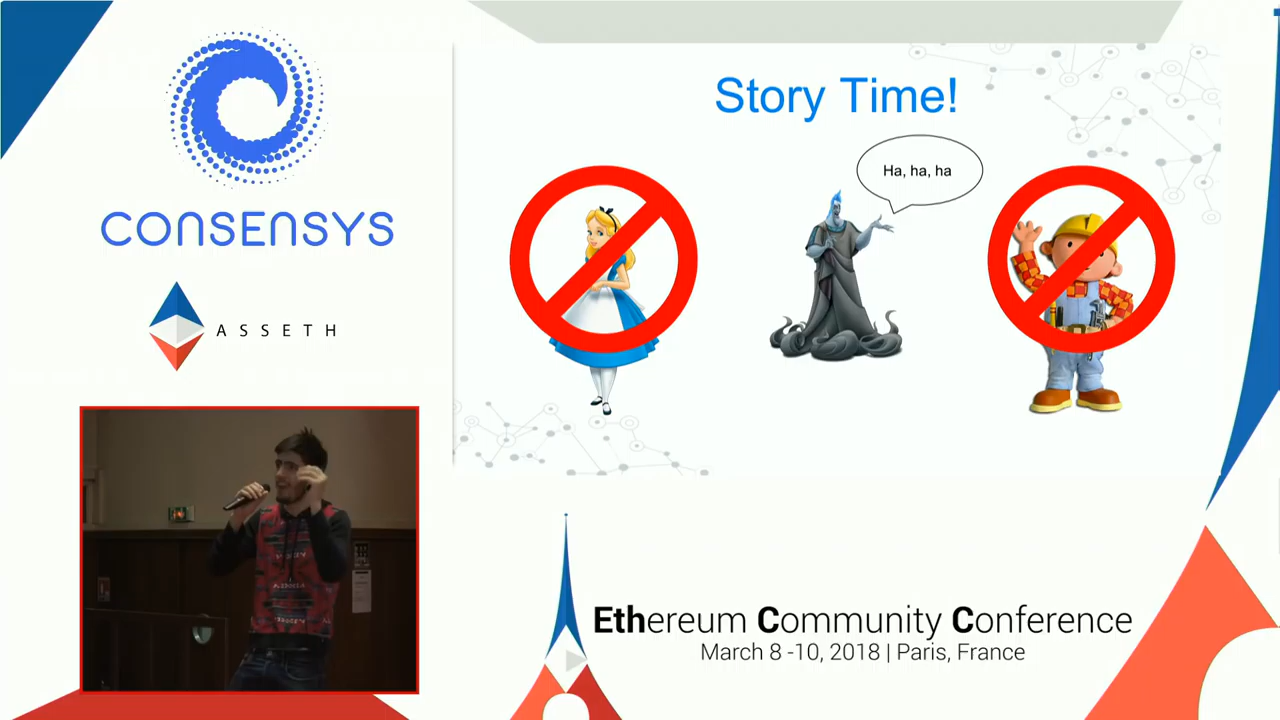 CONSENSYS
ASSETH
Story Time!
Ha, ha, ha
Ethereum Community Conference
March 8 -10, 2018 | Paris, France